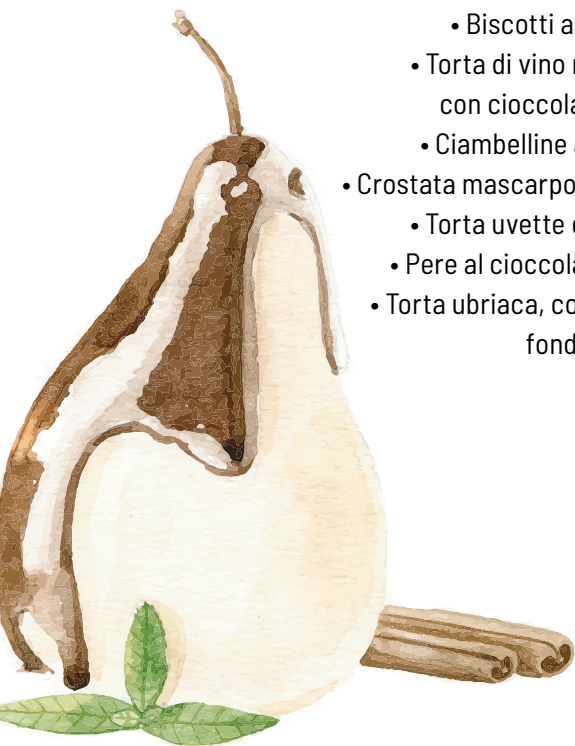 • Biscotti a
• Torta di vino
con cioccola
• Ciambelline
• Crostata mascarpo
• Torta uvette
• Pere al cioccola
• Torta ubriaca, co
fond